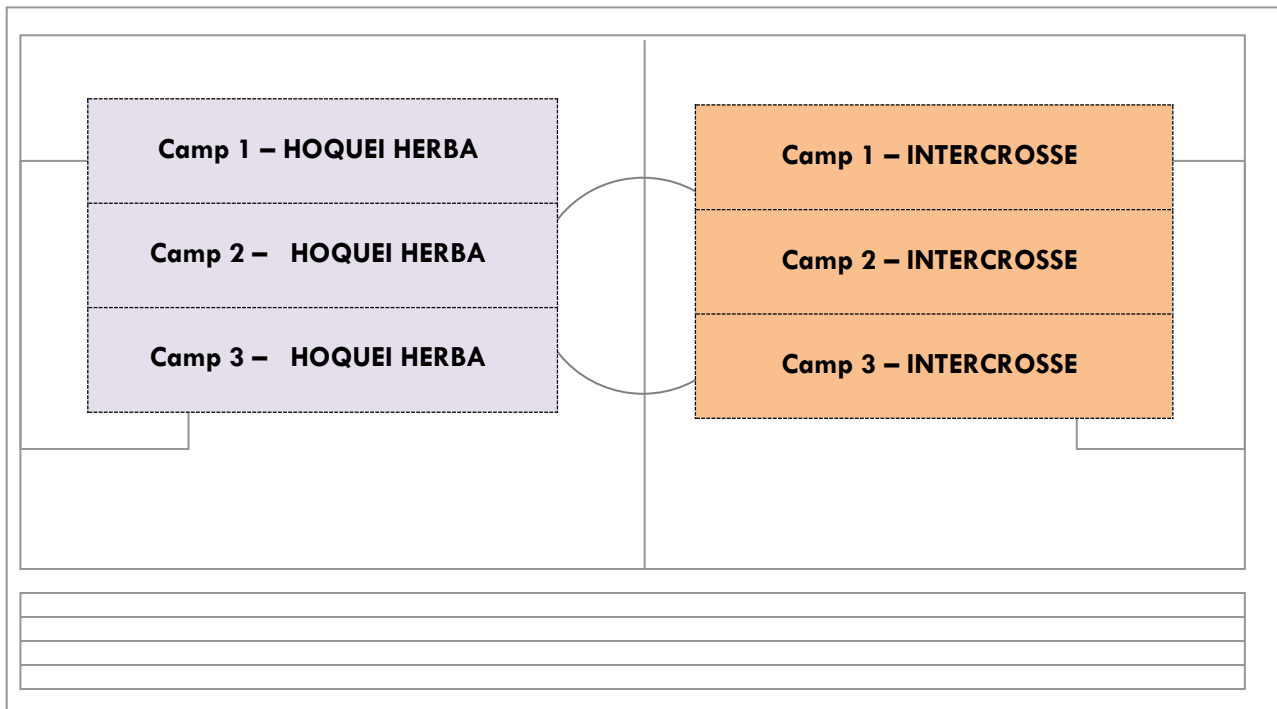 Camp 1 – HOQUEI HERBA
Camp 2 – HOQUEI HERBA
Camp 3 – HOQUEI HERBA
Camp 1 – INTERCROSSE
Camp 2 – INTERCROSSE
Camp 3 – INTERCROSSE